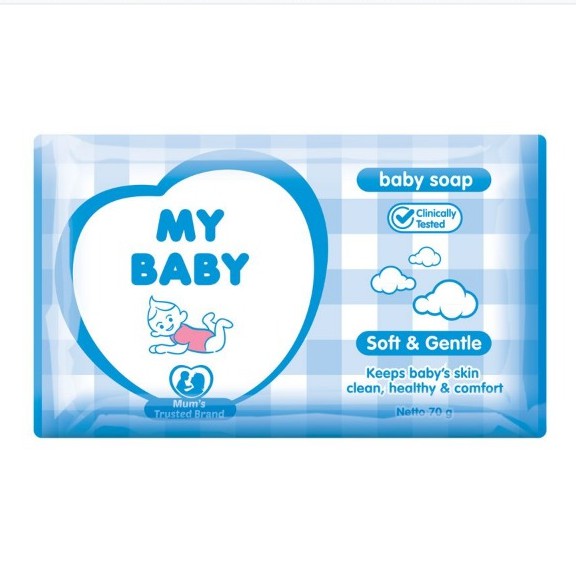 MY
BABY
Mum's
Trusted Brand
baby soap
Clinically
Tested
Soft & Gentle
Keeps baby's skin
clean, healthy & comfort
Netto 70 g